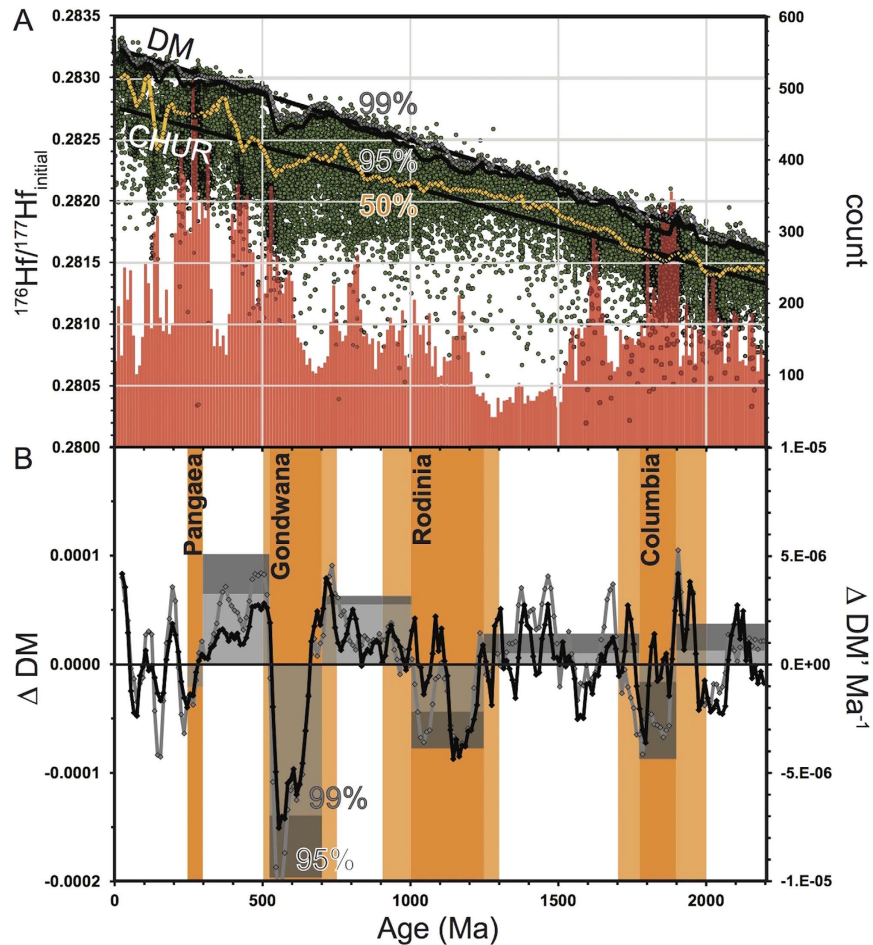 A
0.2835
0.2830
0.2825
0.2820
0.2815
0.2810
0.2805
0.2800
176Hf/177Hfinitial
DM
CHUR
99%
95%
50%
600
500
400
300
200
100
count
B
Pangaea
Gondwana
Rodinia
Columbia
0.0001
0.0000
-0.0001
-0.0002
Δ DM
99%
95%
1.E-05
5.E-06
0.E+00
-5.E-06
-1.E-05
Δ DM' Ma-1
0
500
1000
1500
2000
Age (Ma)